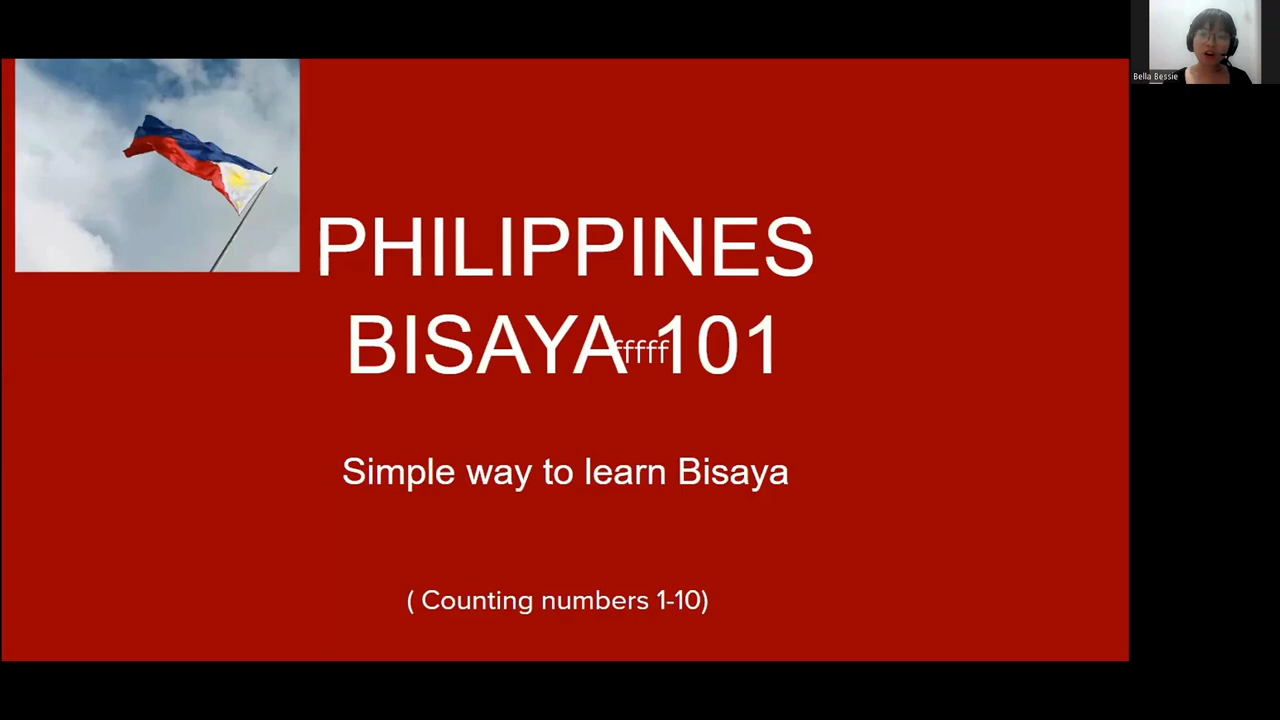 Bella Bessie
PHILIPPINES
BISAYA 101
fffff
Simple way to learn Bisaya
( Counting numbers 1-10)